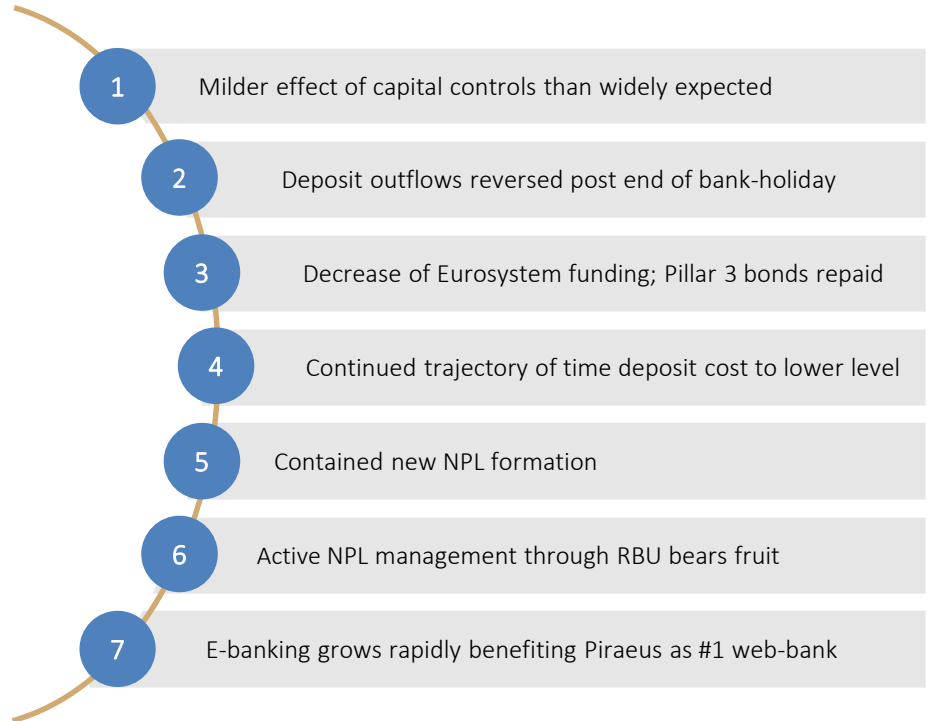 1 Milder effect of capital controls than widely expected
2 Deposit outflows reversed post end of bank-holiday
3 Decrease of Eurosystem funding; Pillar 3 bonds repaid
4 Continued trajectory of time deposit cost to lower level
5 Contained new NPL formation
6 Active NPL management through RBU bears fruit
7 E-banking grows rapidly benefiting Piraeus as #1 web-bank